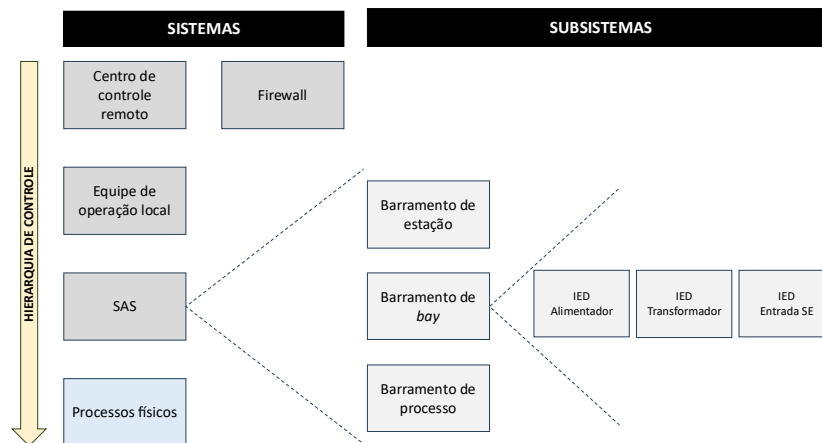 SISTEMAS
SUBSISTEMAS
HIERARQUIA DE CONTROLE
Centro de
controle
remoto
Firewall
Equipe de
operação local
SAS
Processos físicos
Barramento de
estação
Barramento de
bay
Barramento de
processo
IED
Alimentador
IED
Transformador
IED
Entrada SE